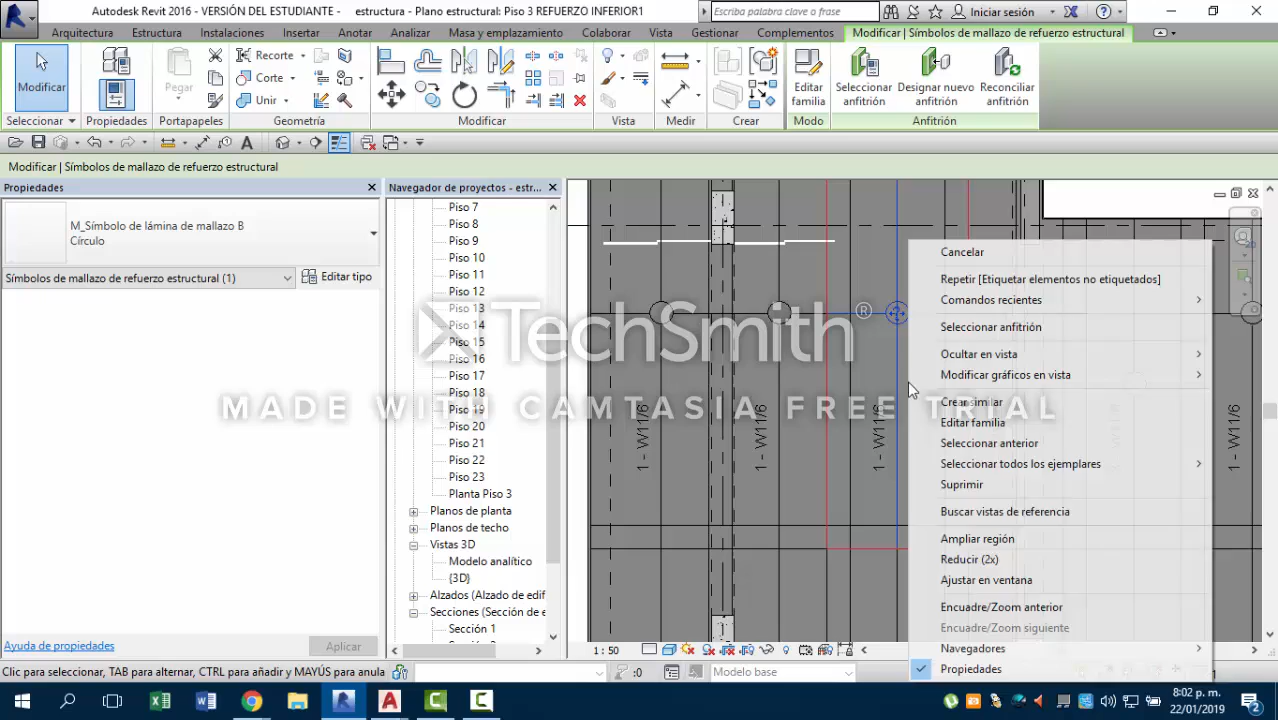 Autodesk Revit 2016 - VERSIÓN DEL ESTUDIANTE - estructura - Plano estructural: Piso 3 REFUERZO INFERIOR1
Escriba palabra clave o frase
Iniciar sesión
Arquitectura Estructura Instalaciones Insertar Anotar Analizar Masa y emplazamiento Colaborar Vista Gestionar Complementos Modificar | Símbolos de mallazo de refuerzo estructural
Modificar
Pegar
Recorte
Corte
Unir
Editar familia
Seleccionar anfitrión
Designar nuevo anfitrión
Reconciliar anfitrión
Seleccionar Propiedades Portapapeles Geometría Modificar Vista Medir Crear Modo Anfitrión
Modificar | Símbolos de mallazo de refuerzo estructural
Propiedades
M_Símbolo de lámina de mallazo B
Círculo
Símbolos de mallazo de refuerzo estructural (1)
Editar tipo
Ayuda de propiedades
Aplicar
Navegador de proyectos - estr...
Piso 7
Piso 8
Piso 9
Piso 10
Piso 11
Piso 12
Piso 13
Piso 14
Piso 15
Piso 16
Piso 17
Piso 18
Piso 19
Piso 20
Piso 21
Piso 22
Piso 23
Planta Piso 3
Planos de planta
Planos de techo
Vistas 3D
Modelo analítico
{3D}
Alzados (Alzado de edif
Secciones (Sección de e
Sección 1
1 - W11/6
1 - W11/6
1 - W11/6
1 - W11/6
TechSmith®
MADE WITH CAMTASIA FREE TRIAL
Cancelar
Repetir [Etiquetar elementos no etiquetados]
Comandos recientes
Seleccionar anfitrión
Ocultar en vista
Modificar gráficos en vista
Crear similar
Editar familia
Seleccionar anterior
Seleccionar todos los ejemplares
Suprimir
Buscar vistas de referencia
Ampliar región
Reducir (2x)
Ajustar en ventana
Encuadre/Zoom anterior
Encuadre/Zoom siguiente
Navegadores
Propiedades
1 : 50
Clic para seleccionar, TAB para alternar, CTRL para añadir y MAYÚS para anula
:0
Modelo base
8:02 p. m.
22/01/2019
2